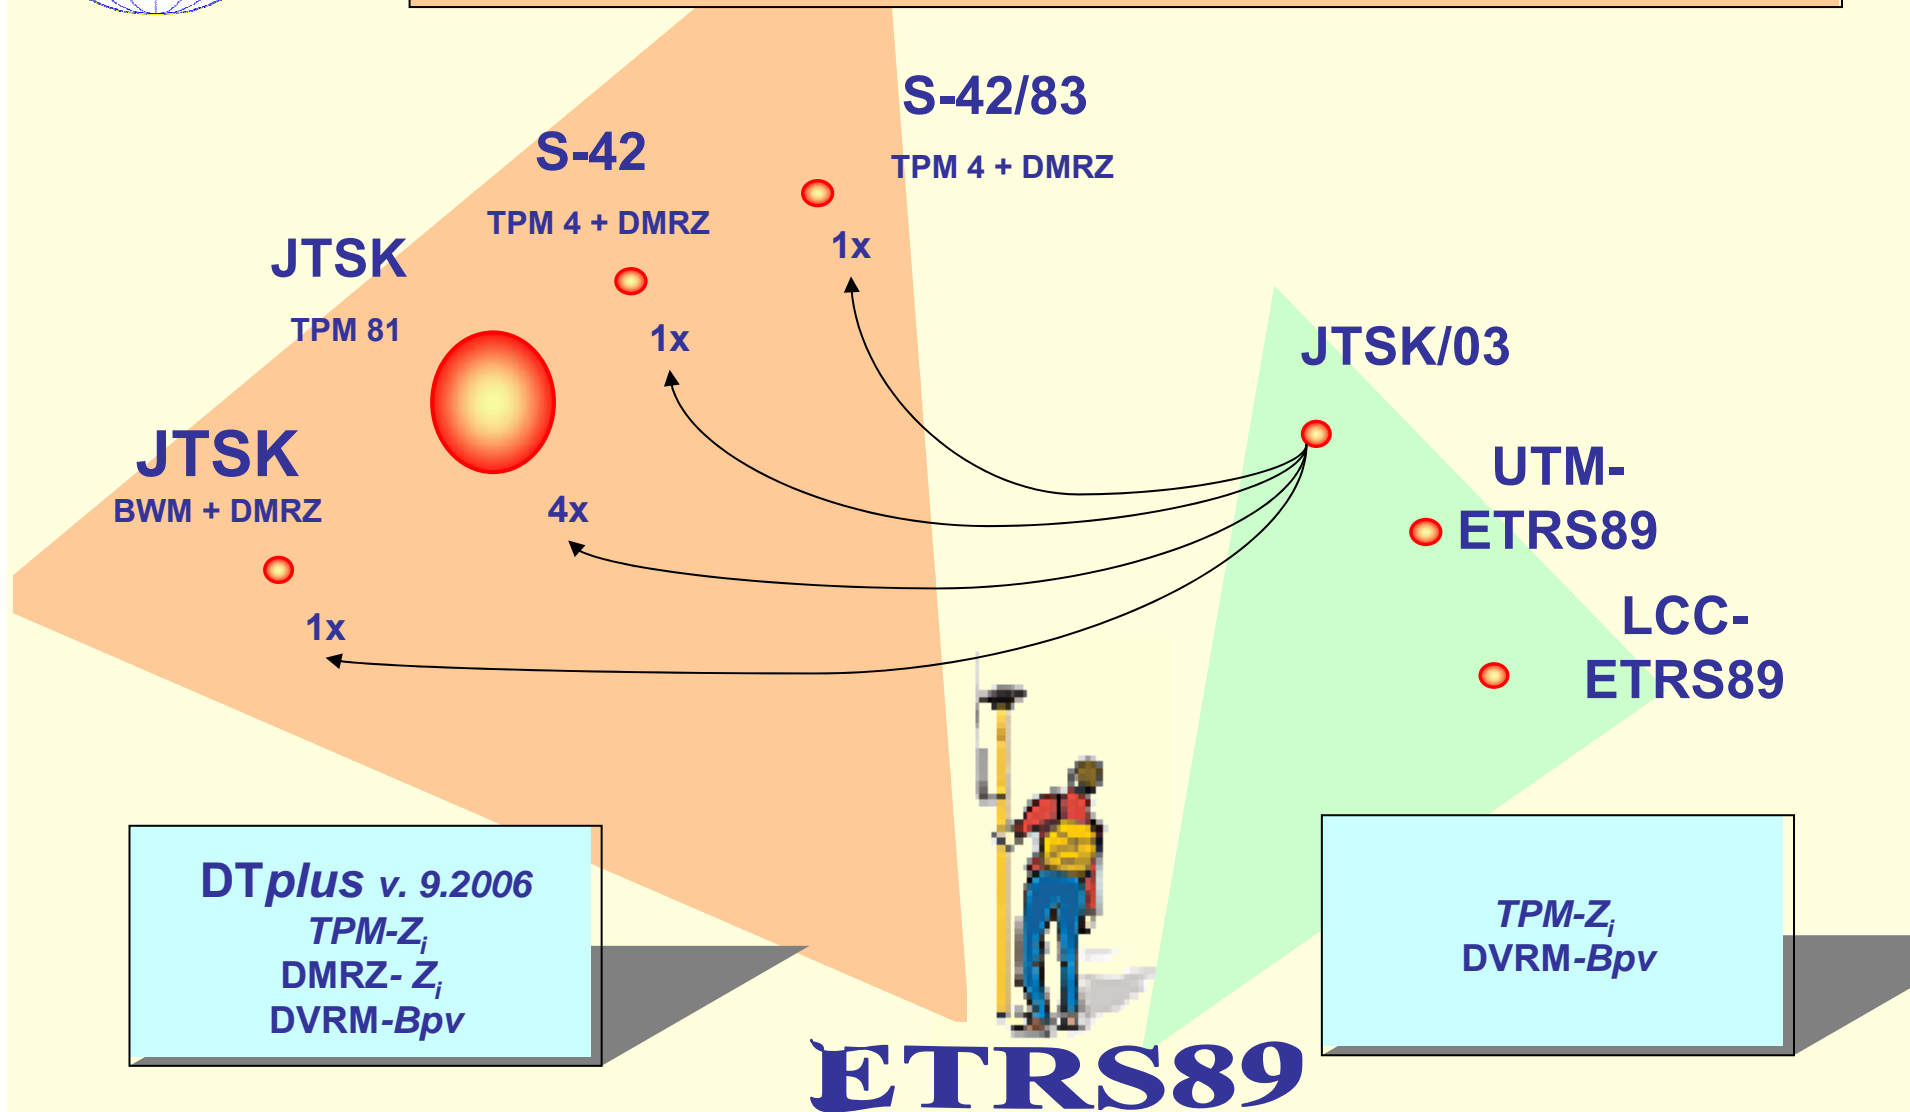 S-42/83
TPM 4 + DMRZ
1x
S-42
TPM 4 + DMRZ
1x
JTSK
TPM 81
4x
JTSK
BWM + DMRZ
1x
JTSK/03
UTM-
ETRS89
LCC-
ETRS89
DTplus v. 9.2006
TPM-Zi
DMRZ- Zi
DVRM-Bpv
TPM-Zi
DVRM-Bpv
ETRS89